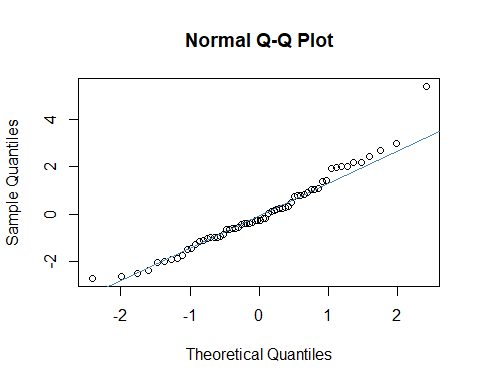 Normal Q-Q Plot
Sample Quantiles
4
2
0
-2
-2 -1 0 1 2
Theoretical Quantiles